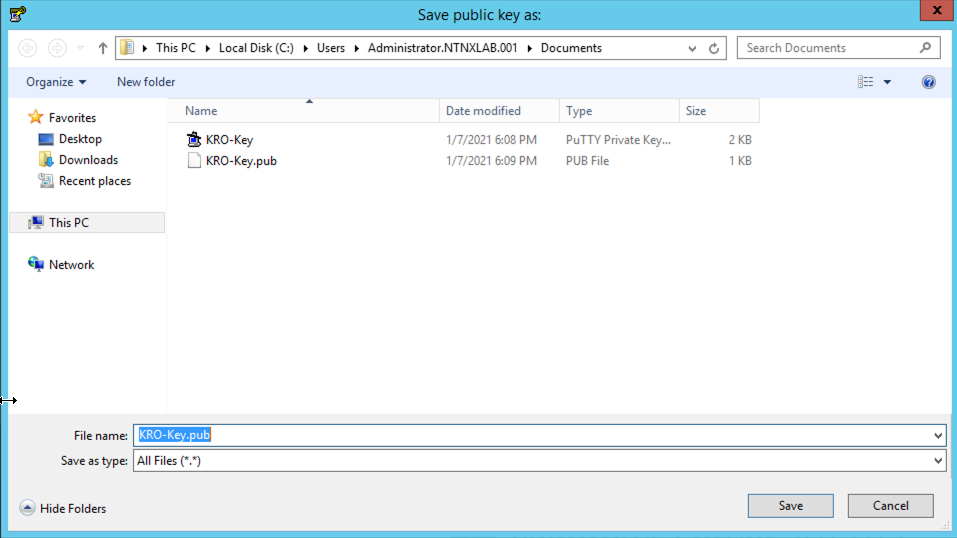 Save public key as:
x
This PC Local Disk (C:) Users Administrator.NTNXLAB.001 Documents
Search Documents
Organize New folder
?
Name Date modified Type Size
Favorites
Desktop
Downloads
Recent places
This PC
Network
KRO-Key 1/7/2021 6:08 PM PuTTY Private Key... 2 KB
KRO-Key.pub 1/7/2021 6:09 PM PUB File 1 KB
File name: KRO-Key.pub
Save as type: All Files (*.*)
Hide Folders
Save Cancel